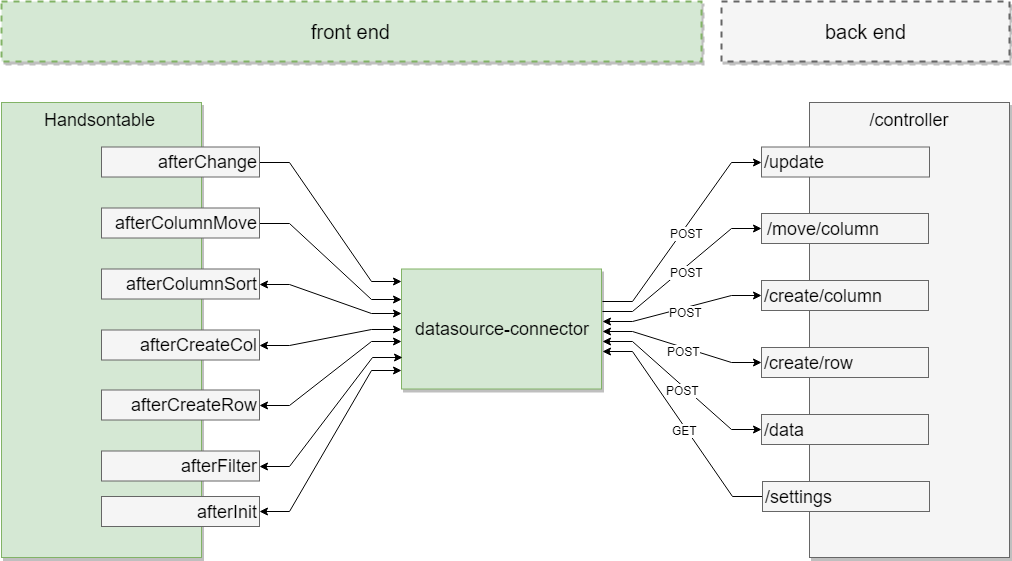 front end
back end
Handsontable
afterChange
afterColumnMove
afterColumnSort
afterCreateCol
afterCreateRow
afterFilter
afterInit
datasource-connector
POST
POST
POST
POST
POST
GET
/controller
/update
/move/column
/create/column
/create/row
/data
/settings